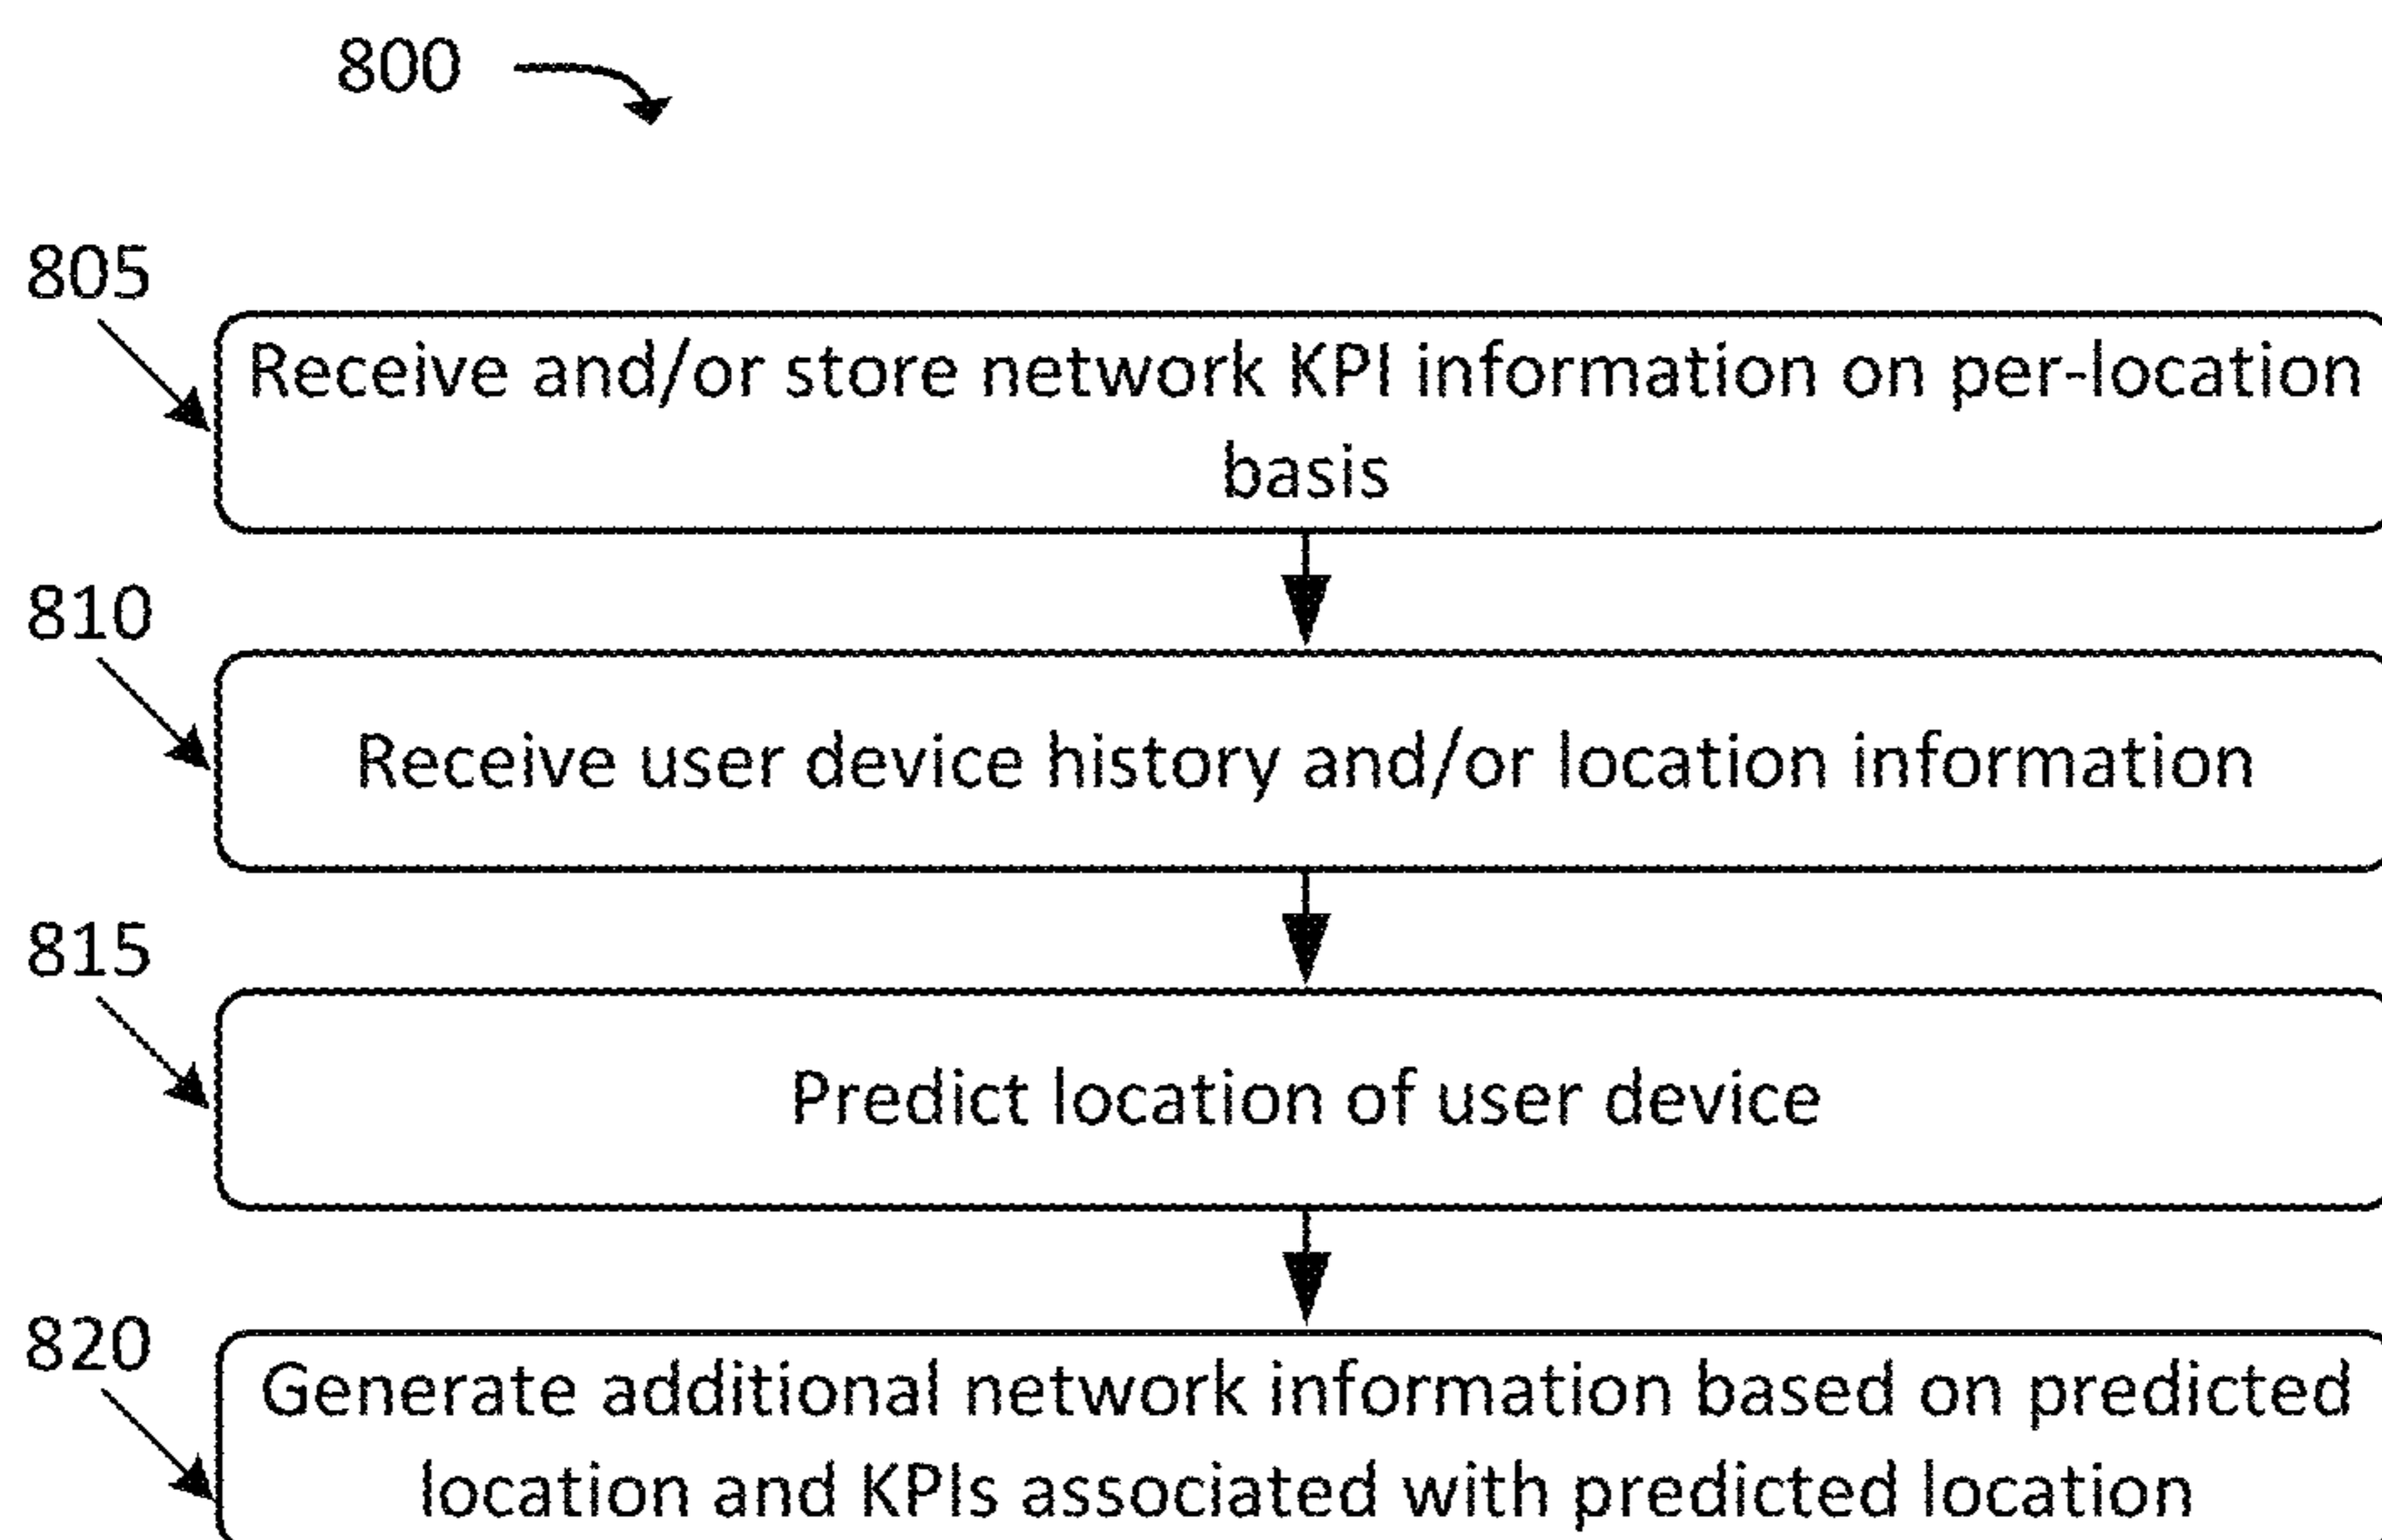 800
805
Receive and/or store network KPI information on per-location
basis
810
Receive user device history and/or location information
815
Predict location of user device
820
Generate additional network information based on predicted
location and KPIs associated with predicted location